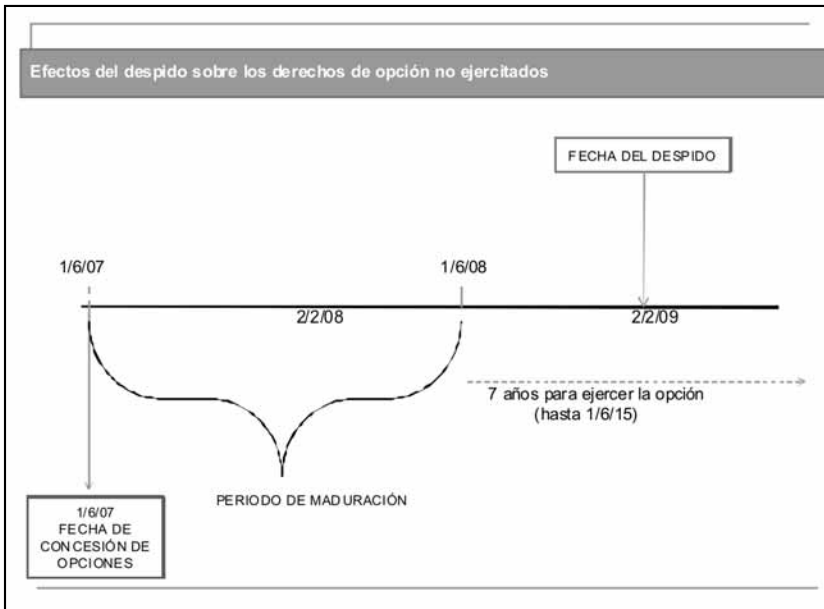 Efectos del despido sobre los derechos de opción no ejercitados
FECHA DEL DESPIDO
1/6/07
1/6/08
2/2/08
2/2/09
7 años para ejercer la opción
(hasta 1/6/15)
PERIODO DE MADURACIÓN
1/6/07
FECHA DE
CONCESIÓN DE
OPCIONES